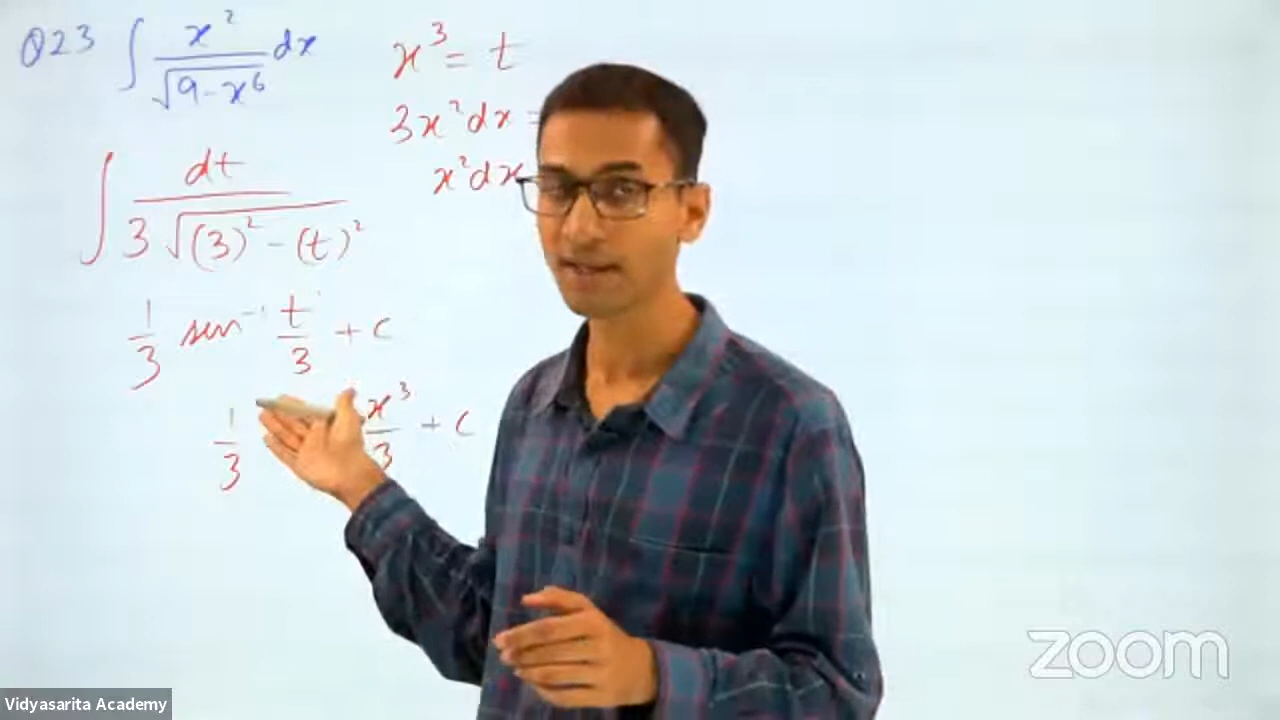 Q23 ∫ x²/√(9-x⁶) dx
x³ = t
3x²dx =
x²dx
∫ dt / 3√((3)² - (t)²)
1/3 sin⁻¹ t/3 + c
1/3 x³/3 + c
zoom
Vidyasarita Academy